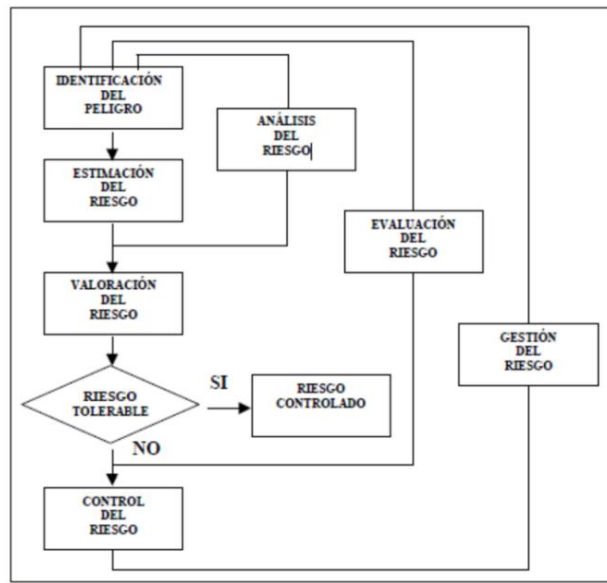 IDENTIFICACIÓN
DEL
PELIGRO
ANÁLISIS
DEL
RIESGO
ESTIMACIÓN
DEL
RIESGO
EVALUACIÓN
DEL
RIESGO
VALORACIÓN
DEL
RIESGO
GESTIÓN
DEL
RIESGO
RIESGO
TOLERABLE
SI
RIESGO
CONTROLADO
NO
CONTROL
DEL
RIESGO